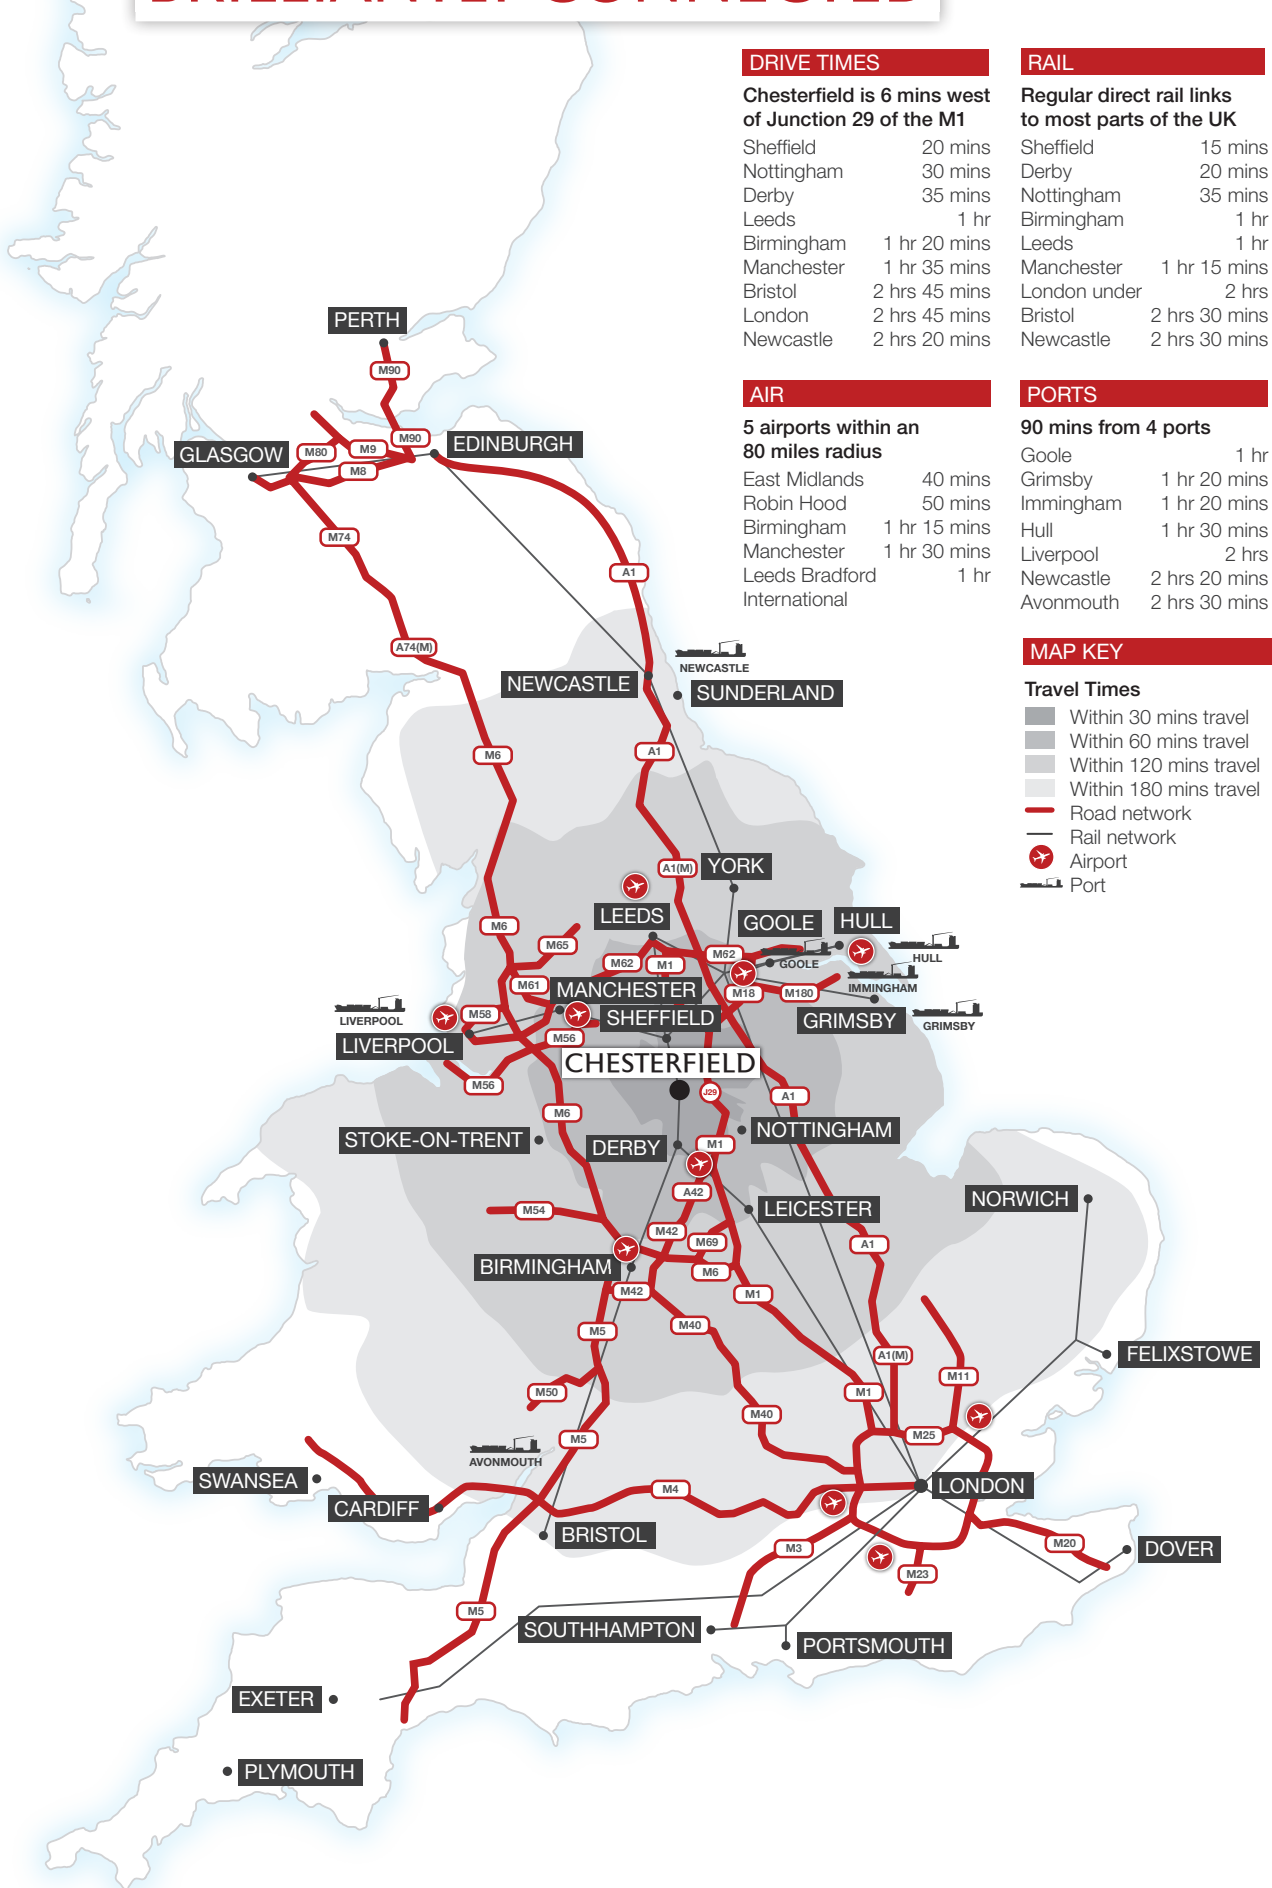 BRILLIANTLY CONNECTED
DRIVE TIMES
Chesterfield is 6 mins west
of Junction 29 of the M1
Sheffield 20 mins
Nottingham 30 mins
Derby 35 mins
Leeds 1 hr
Birmingham 1 hr 20 mins
Manchester 1 hr 35 mins
Bristol 2 hrs 45 mins
London 2 hrs 45 mins
Newcastle 2 hrs 20 mins
RAIL
Regular direct rail links
to most parts of the UK
Sheffield 15 mins
Derby 20 mins
Nottingham 35 mins
Birmingham 1 hr
Leeds 1 hr
Manchester 1 hr 15 mins
London under 2 hrs
Bristol 2 hrs 30 mins
Newcastle 2 hrs 30 mins
AIR
5 airports within an
80 miles radius
East Midlands 40 mins
Robin Hood 50 mins
Birmingham 1 hr 15 mins
Manchester 1 hr 30 mins
Leeds Bradford 1 hr
International
PORTS
90 mins from 4 ports
Goole 1 hr
Grimsby 1 hr 20 mins
Immingham 1 hr 20 mins
Hull 1 hr 30 mins
Liverpool 2 hrs
Newcastle 2 hrs 20 mins
Avonmouth 2 hrs 30 mins
MAP KEY
Travel Times
Within 30 mins travel
Within 60 mins travel
Within 120 mins travel
Within 180 mins travel
Road network
Rail network
Airport
Port
PERTH
M90
M90
EDINBURGH
GLASGOW
M80
M9
M8
M74
A1
A74(M)
NEWCASTLE
NEWCASTLE
SUNDERLAND
M6
A1
A1(M)
YORK
LEEDS
GOOLE
HULL
M6
M65
M62
M1
M62
GOOLE
HULL
M61
MANCHESTER
M18
M180
IMMINGHAM
LIVERPOOL
M58
SHEFFIELD
GRIMSBY
GRIMSBY
LIVERPOOL
M56
CHESTERFIELD
M56
J29
A1
M6
STOKE-ON-TRENT
DERBY
M1
NOTTINGHAM
A42
NORWICH
M54
LEICESTER
M42
M69
A1
BIRMINGHAM
M6
M42
M1
M5
M40
A1(M)
FELIXSTOWE
M50
M1
M11
M40
M5
M25
AVONMOUTH
SWANSEA
M4
LONDON
CARDIFF
BRISTOL
M3
M20
DOVER
M23
M5
SOUTHHAMPTON
PORTSMOUTH
EXETER
PLYMOUTH